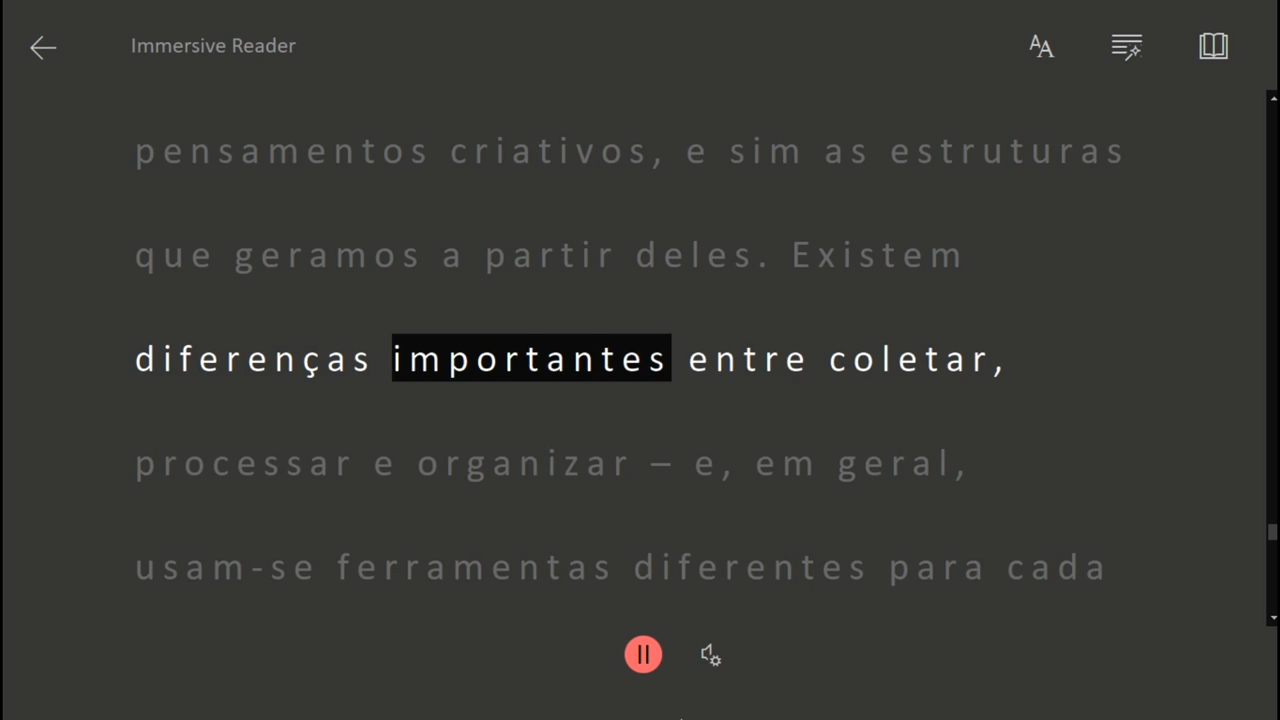 Immersive Reader
pensamentos criativos, e sim as estruturas
que geramos a partir deles. Existem
diferenças importantes entre coletar,
processar e organizar – e, em geral,
usam-se ferramentas diferentes para cada